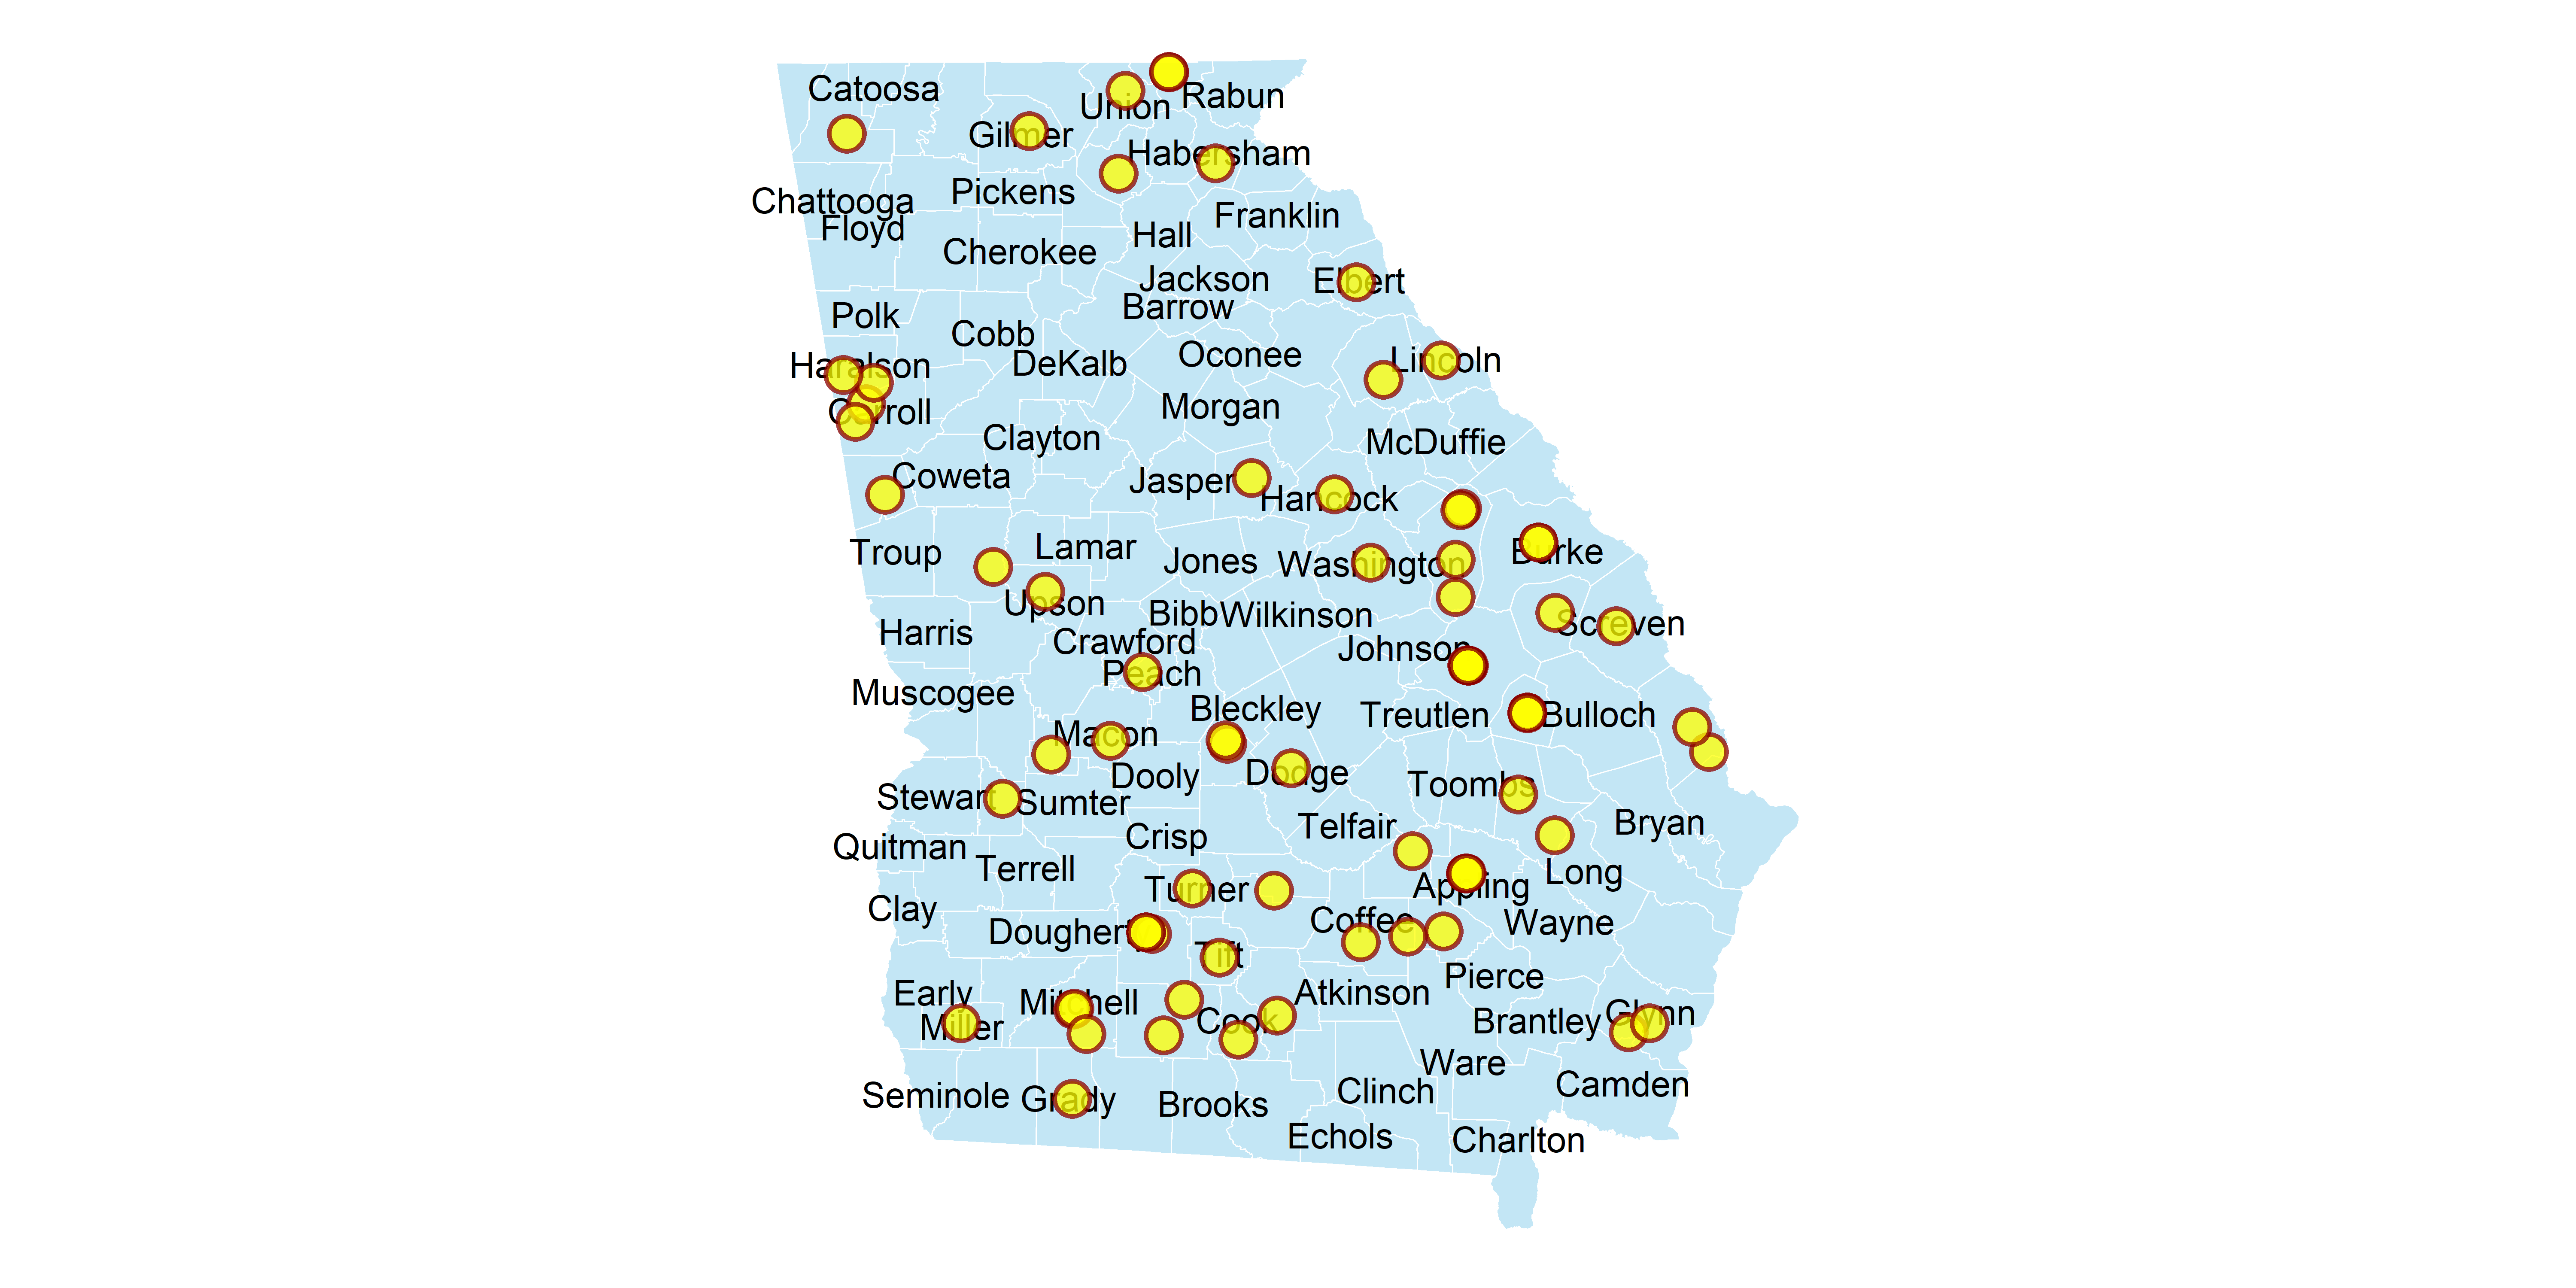 Catoosa
Union
Rabun
Gilmer
Habersham
Pickens
Chattooga
Franklin
Floyd
Hall
Cherokee
Jackson
Elbert
Barrow
Polk
Cobb
Oconee
DeKalb
Lincoln
Haralson
Morgan
Carroll
Clayton
McDuffie
Coweta
Jasper
Hancock
Troup
Lamar
Jones
Washington
Burke
Upson
Bibb
Wilkinson
Screven
Harris
Crawford
Johnson
Peach
Muscogee
Bleckley
Treutlen
Bulloch
Macon
Dooly
Dodge
Toombs
Stewart
Sumter
Telfair
Bryan
Crisp
Quitman
Terrell
Long
Turner
Appling
Clay
Coffee
Wayne
Dougherty
Tift
Pierce
Early
Mitchell
Atkinson
Glynn
Miller
Cook
Brantley
Ware
Camden
Clinch
Seminole
Grady
Brooks
Echols
Charlton